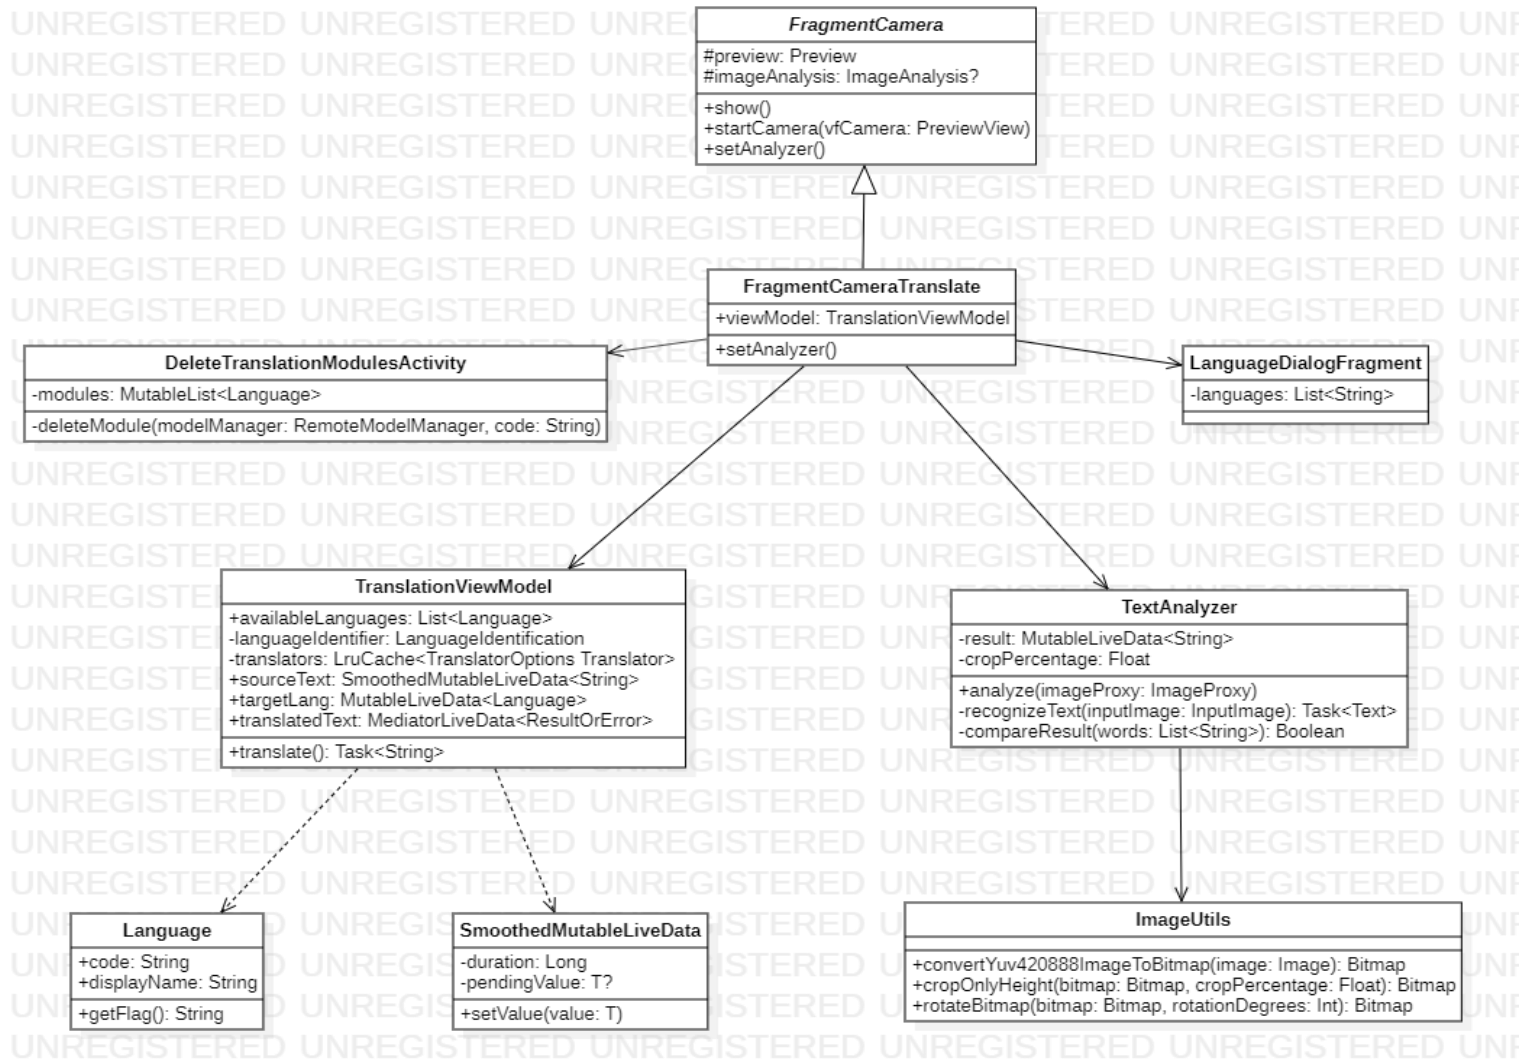 FragmentCamera
#preview: Preview
#imageAnalysis: ImageAnalysis?
+show()
+startCamera(vfCamera: PreviewView)
+setAnalyzer()
FragmentCameraTranslate
+viewModel: TranslationViewModel
+setAnalyzer()
DeleteTranslationModulesActivity
-modules: MutableList<Language>
-deleteModule(modelManager: RemoteModelManager, code: String)
LanguageDialogFragment
-languages: List<String>
TranslationViewModel
+availableLanguages: List<Language>
-languageIdentifier: LanguageIdentification
-translators: LruCache<TranslatorOptions Translator>
+sourceText: SmoothedMutableLiveData<String>
+targetLang: MutableLiveData<Language>
+translatedText: MediatorLiveData<ResultOrError>
+translate(): Task<String>
TextAnalyzer
-result: MutableLiveData<String>
-cropPercentage: Float
+analyze(imageProxy: ImageProxy)
-recognizeText(inputImage: InputImage): Task<Text>
-compareResult(words: List<String>): Boolean
Language
+code: String
+displayName: String
+getFlag(): String
SmoothedMutableLiveData
-duration: Long
-pendingValue: T?
+setValue(value: T)
ImageUtils
+convertYuv420888ImageToBitmap(image: Image): Bitmap
+cropOnlyHeight(bitmap: Bitmap, cropPercentage: Float): Bitmap
+rotateBitmap(bitmap: Bitmap, rotationDegrees: Int): Bitmap
UNREGISTERED